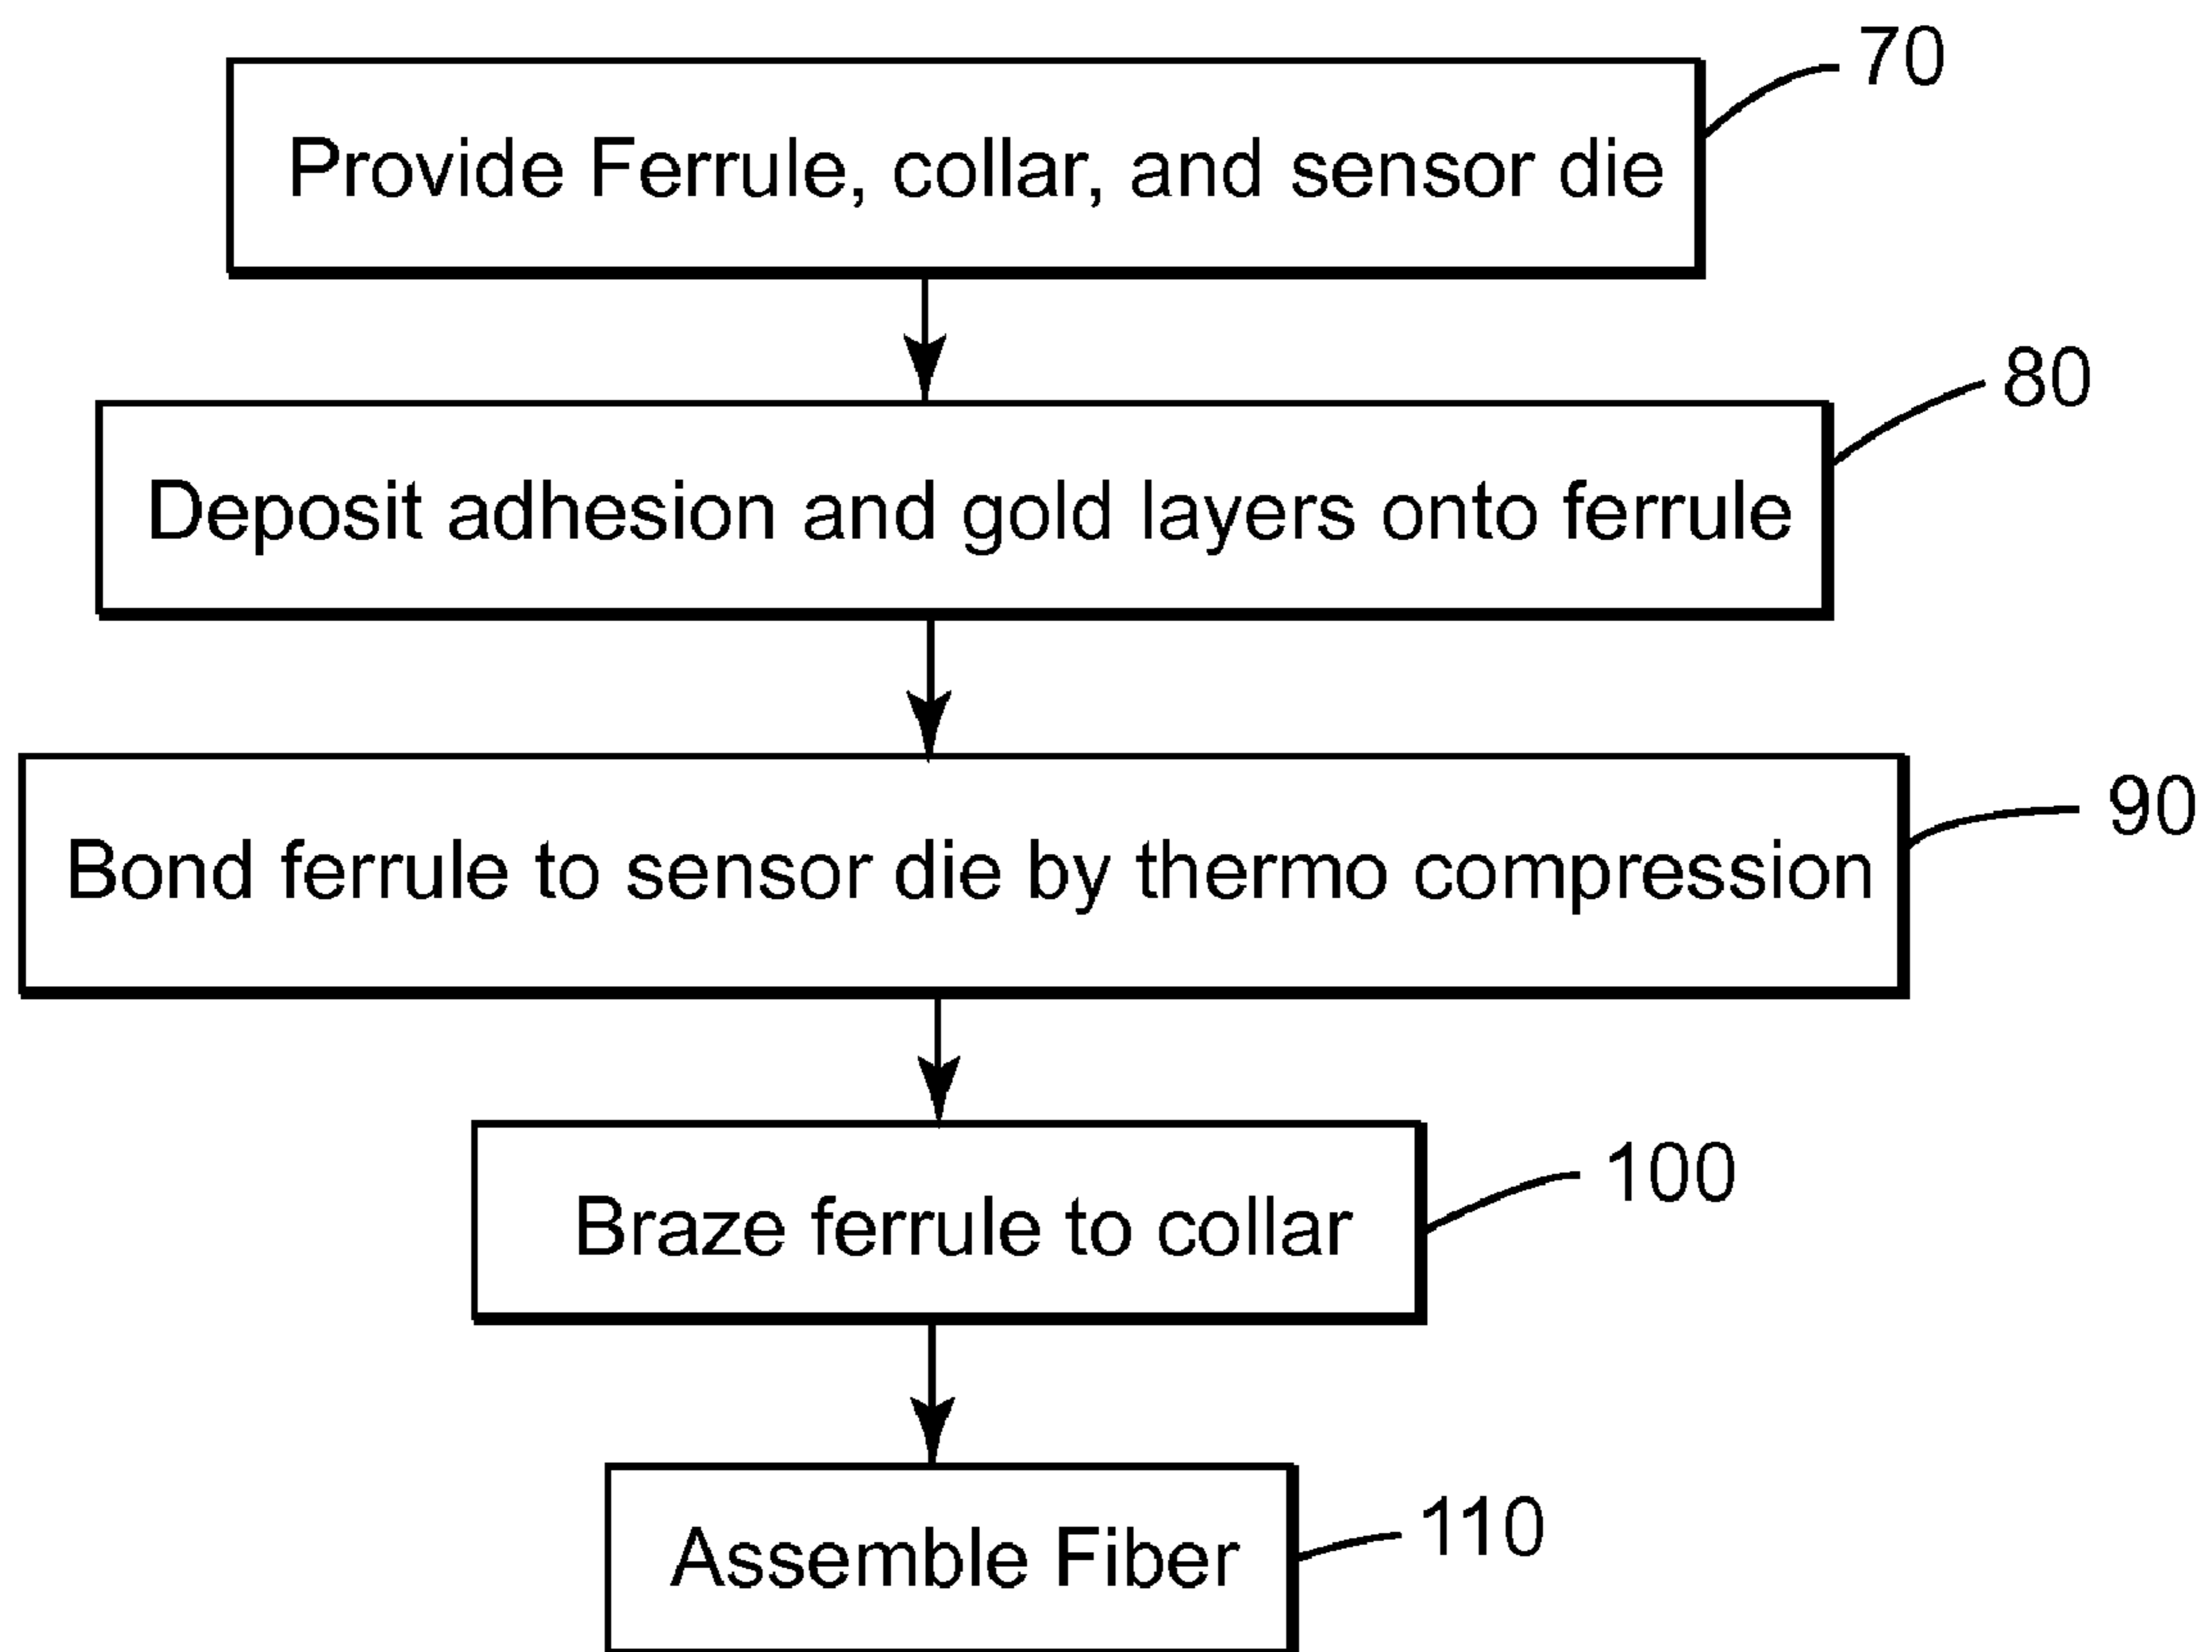 70
Provide Ferrule, collar, and sensor die
80
Deposit adhesion and gold layers onto ferrule
90
Bond ferrule to sensor die by thermo compression
100
Braze ferrule to collar
110
Assemble Fiber